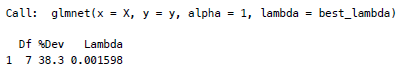 Call:  glmnet(x = X, y = y, alpha = 1, lambda = best_lambda)
  Df %Dev   Lambda
1  7 38.3 0.001598